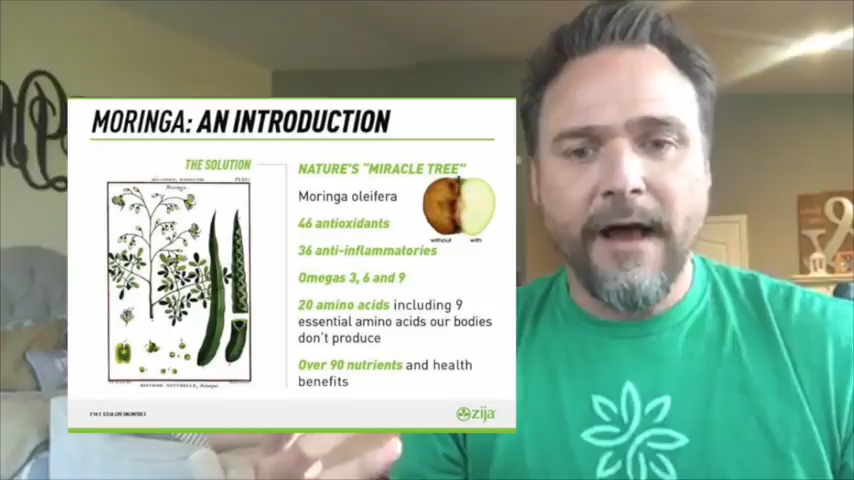 MORINGA: AN INTRODUCTION
THE SOLUTION
Moringa
NATURE'S "MIRACLE TREE"
Moringa oleifera
without with
46 antioxidants
36 anti-inflammatories
Omegas 3, 6 and 9
20 amino acids including 9
essential amino acids our bodies
don't produce
Over 90 nutrients and health
benefits
zija